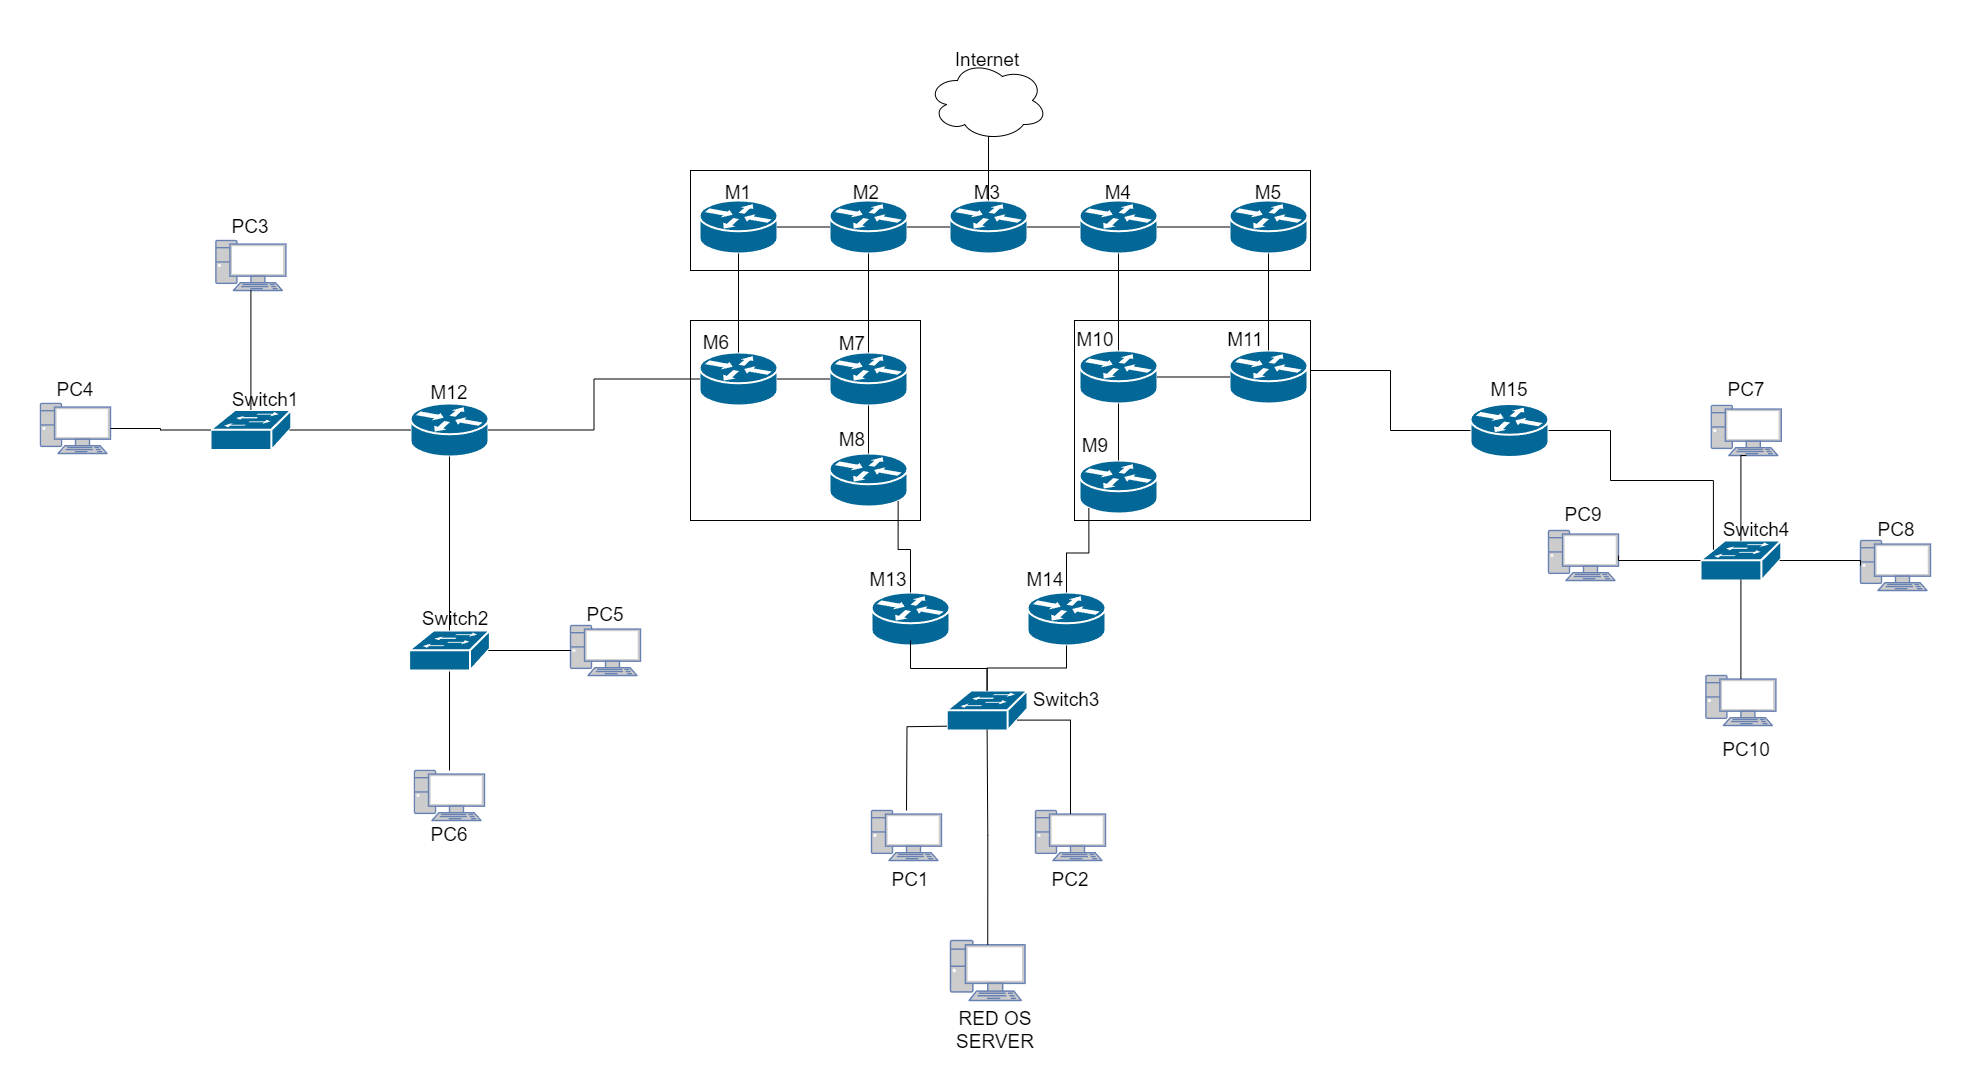 Internet
M1
M2
M3
M4
M5
PC3
M6
M7
M10
M11
PC4
Switch1
M12
M15
PC7
M8
M9
PC9
Switch4
PC8
M13
M14
Switch2
PC5
Switch3
PC10
PC6
PC1
PC2
RED OS
SERVER